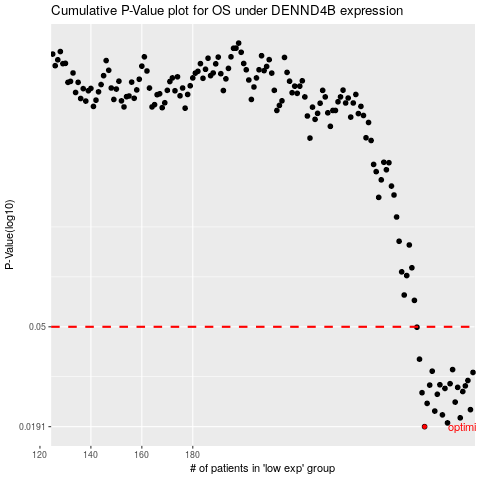 Cumulative P-Value plot for OS under DENND4B expression
P-Value(log10)
0.05
0.0191
optimi
120 140 160 180
# of patients in 'low exp' group